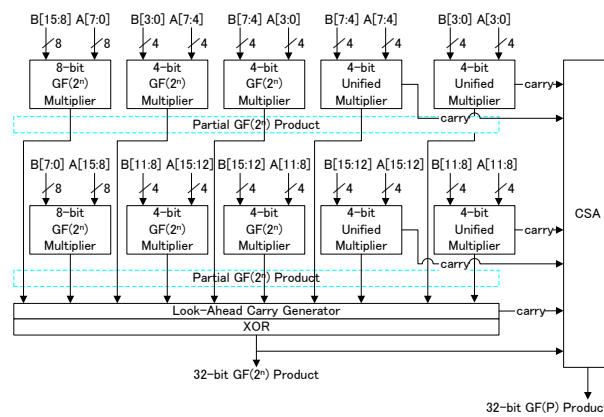 B[15:8] A[7:0] B[3:0] A[7:4] B[7:4] A[3:0] B[7:4] A[7:4] B[3:0] A[3:0]
8 8 4 4 4 4 4 4 4 4
8-bit GF(2ⁿ) Multiplier
4-bit GF(2ⁿ) Multiplier
4-bit GF(2ⁿ) Multiplier
4-bit Unified Multiplier
4-bit Unified Multiplier
carry
carry
Partial GF(2ⁿ) Product
B[7:0] A[15:8] B[11:8] A[15:12] B[15:12] A[11:8] B[15:12] A[15:12] B[11:8] A[11:8]
8 8 4 4 4 4 4 4 4 4
CSA
8-bit GF(2ⁿ) Multiplier
4-bit GF(2ⁿ) Multiplier
4-bit GF(2ⁿ) Multiplier
4-bit Unified Multiplier
4-bit Unified Multiplier
carry
carry
Partial GF(2ⁿ) Product
Look-Ahead Carry Generator
carry
XOR
32-bit GF(2ⁿ) Product
32-bit GF(P) Product